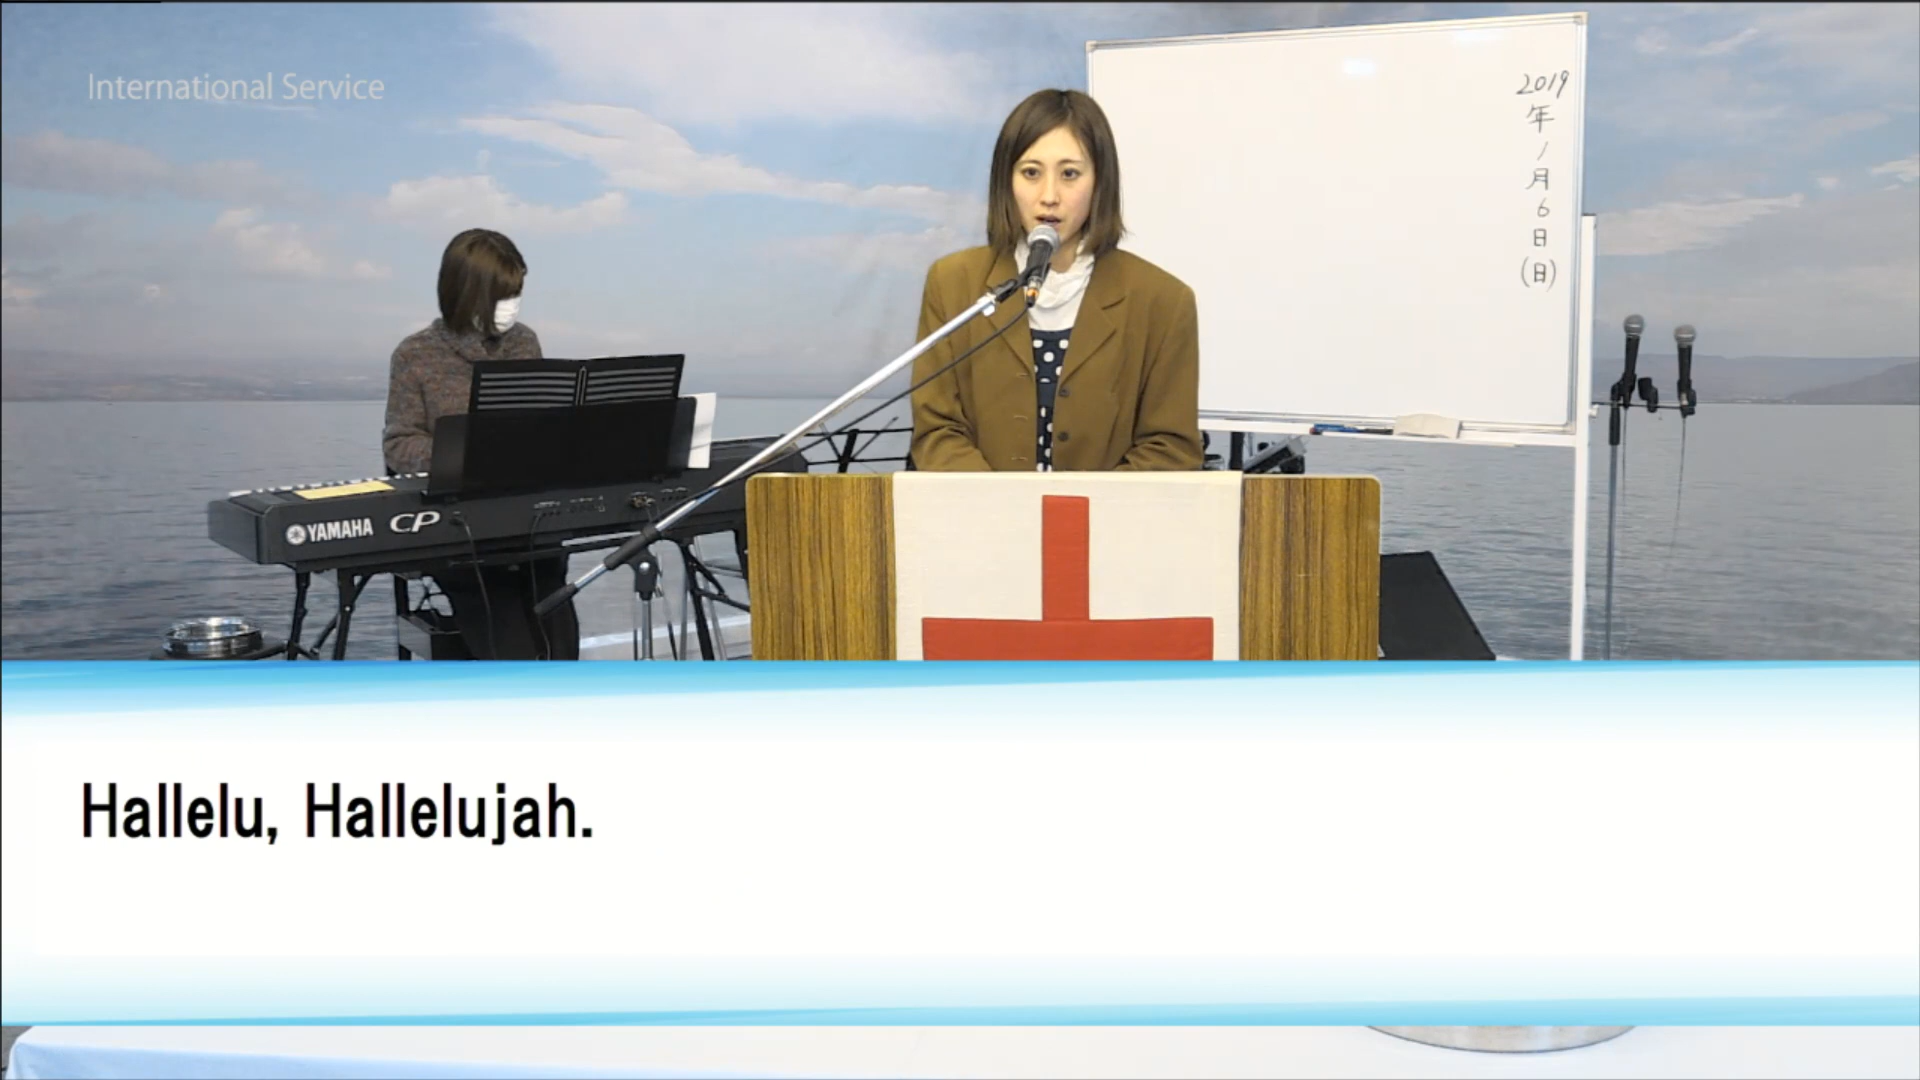 International Service
2019
年
1
月
6
日
(日)
YAMAHA CP
Hallelu, Hallelujah.